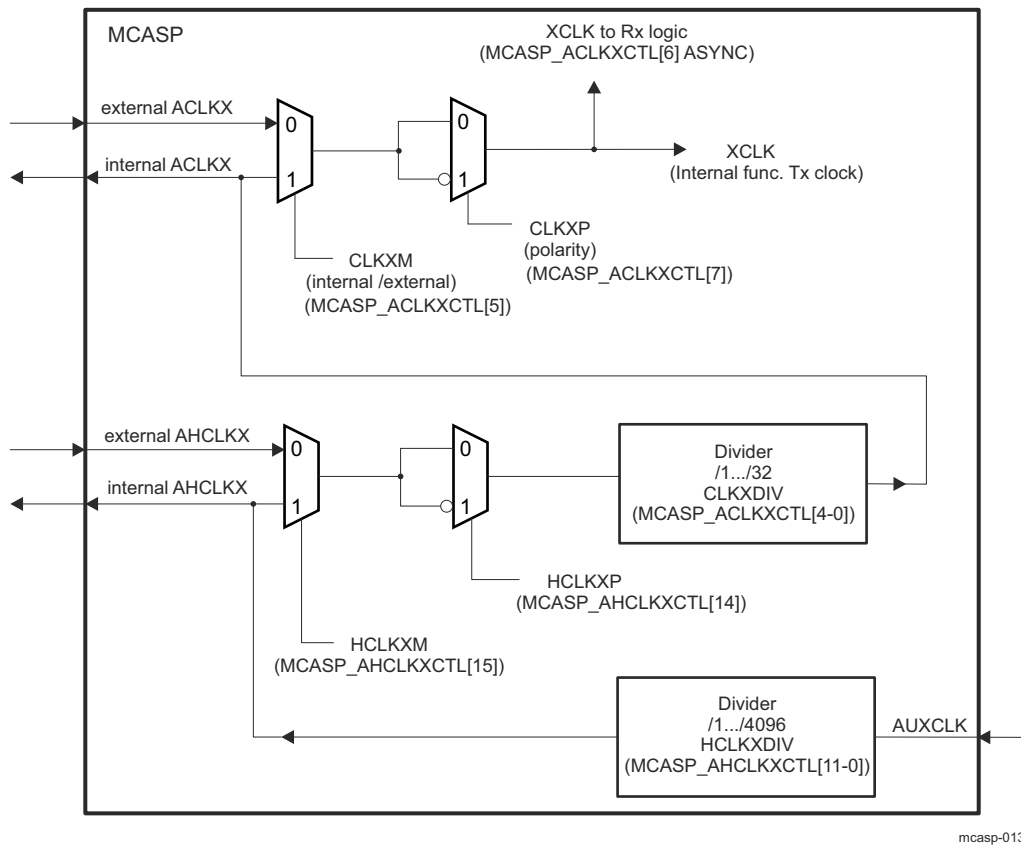 MCASP
XCLK to Rx logic
(MCASP_ACLKXCTL[6] ASYNC)
external ACLKX
0
0
internal ACLKX
1
1
XCLK
(Internal func. Tx clock)
CLKXP
(polarity)
(MCASP_ACLKXCTL[7])
CLKXM
(internal /external)
(MCASP_ACLKXCTL[5])
external AHCLKX
0
0
internal AHCLKX
1
1
Divider
/1.../32
CLKXDIV
(MCASP_ACLKXCTL[4-0])
HCLKXP
(MCASP_AHCLKXCTL[14])
HCLKXM
(MCASP_AHCLKXCTL[15])
Divider
/1.../4096
HCLKXDIV
(MCASP_AHCLKXCTL[11-0])
AUXCLK
mcasp-013